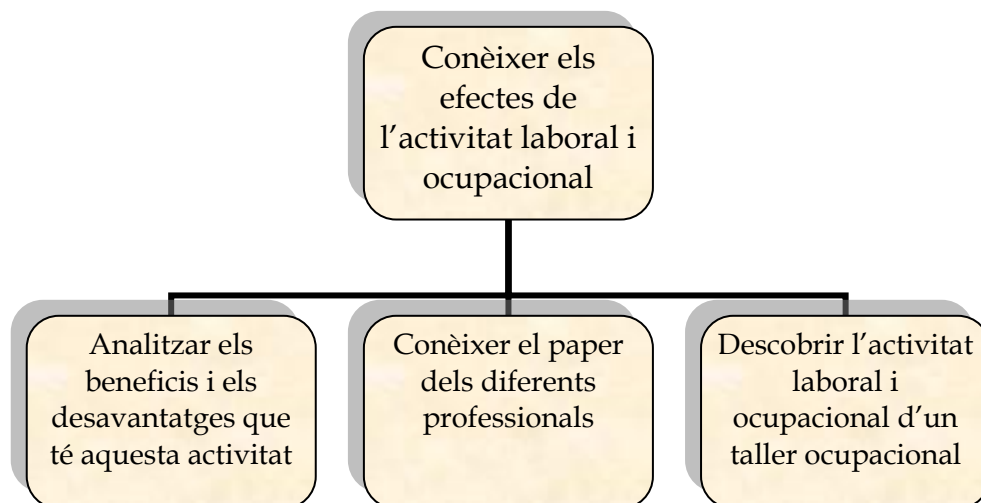 Conèixer els
efectes de
l’activitat laboral i
ocupacional
Analitzar els
beneficis i els
desavantatges que
té aquesta activitat
Conèixer el paper
dels diferents
professionals
Descobrir l’activitat
laboral i
ocupacional d’un
taller ocupacional